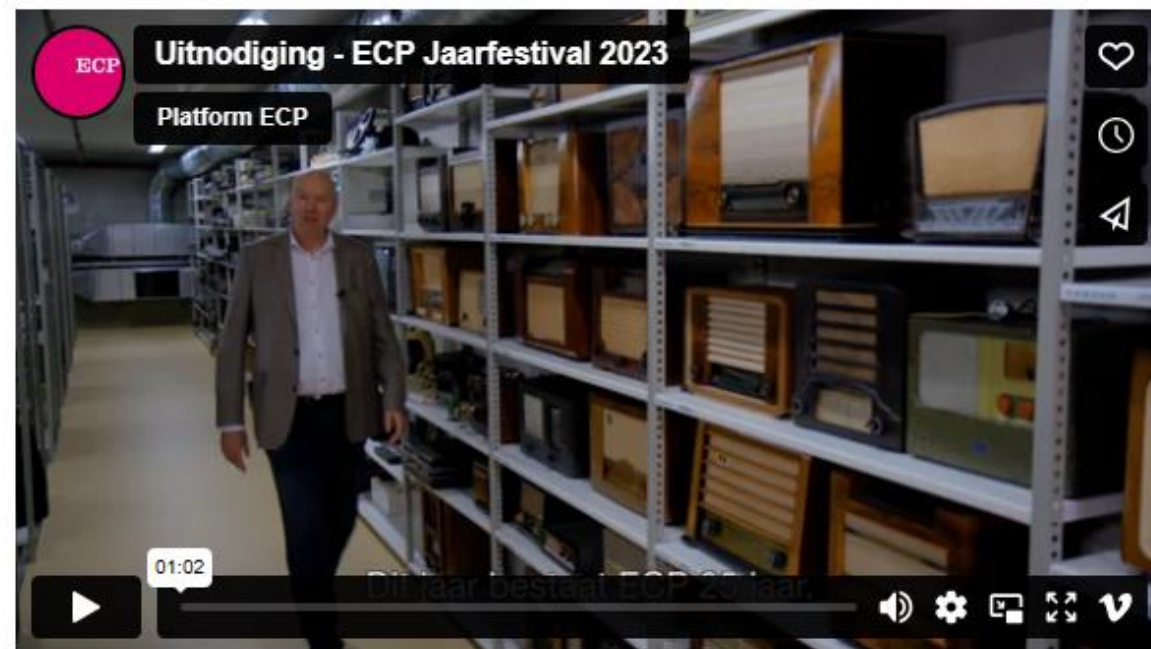 ECP
Uitnodiging - ECP Jaarfestival 2023
Platform ECP
01:02
Dit jaar bestaat ECP 25 jaar.